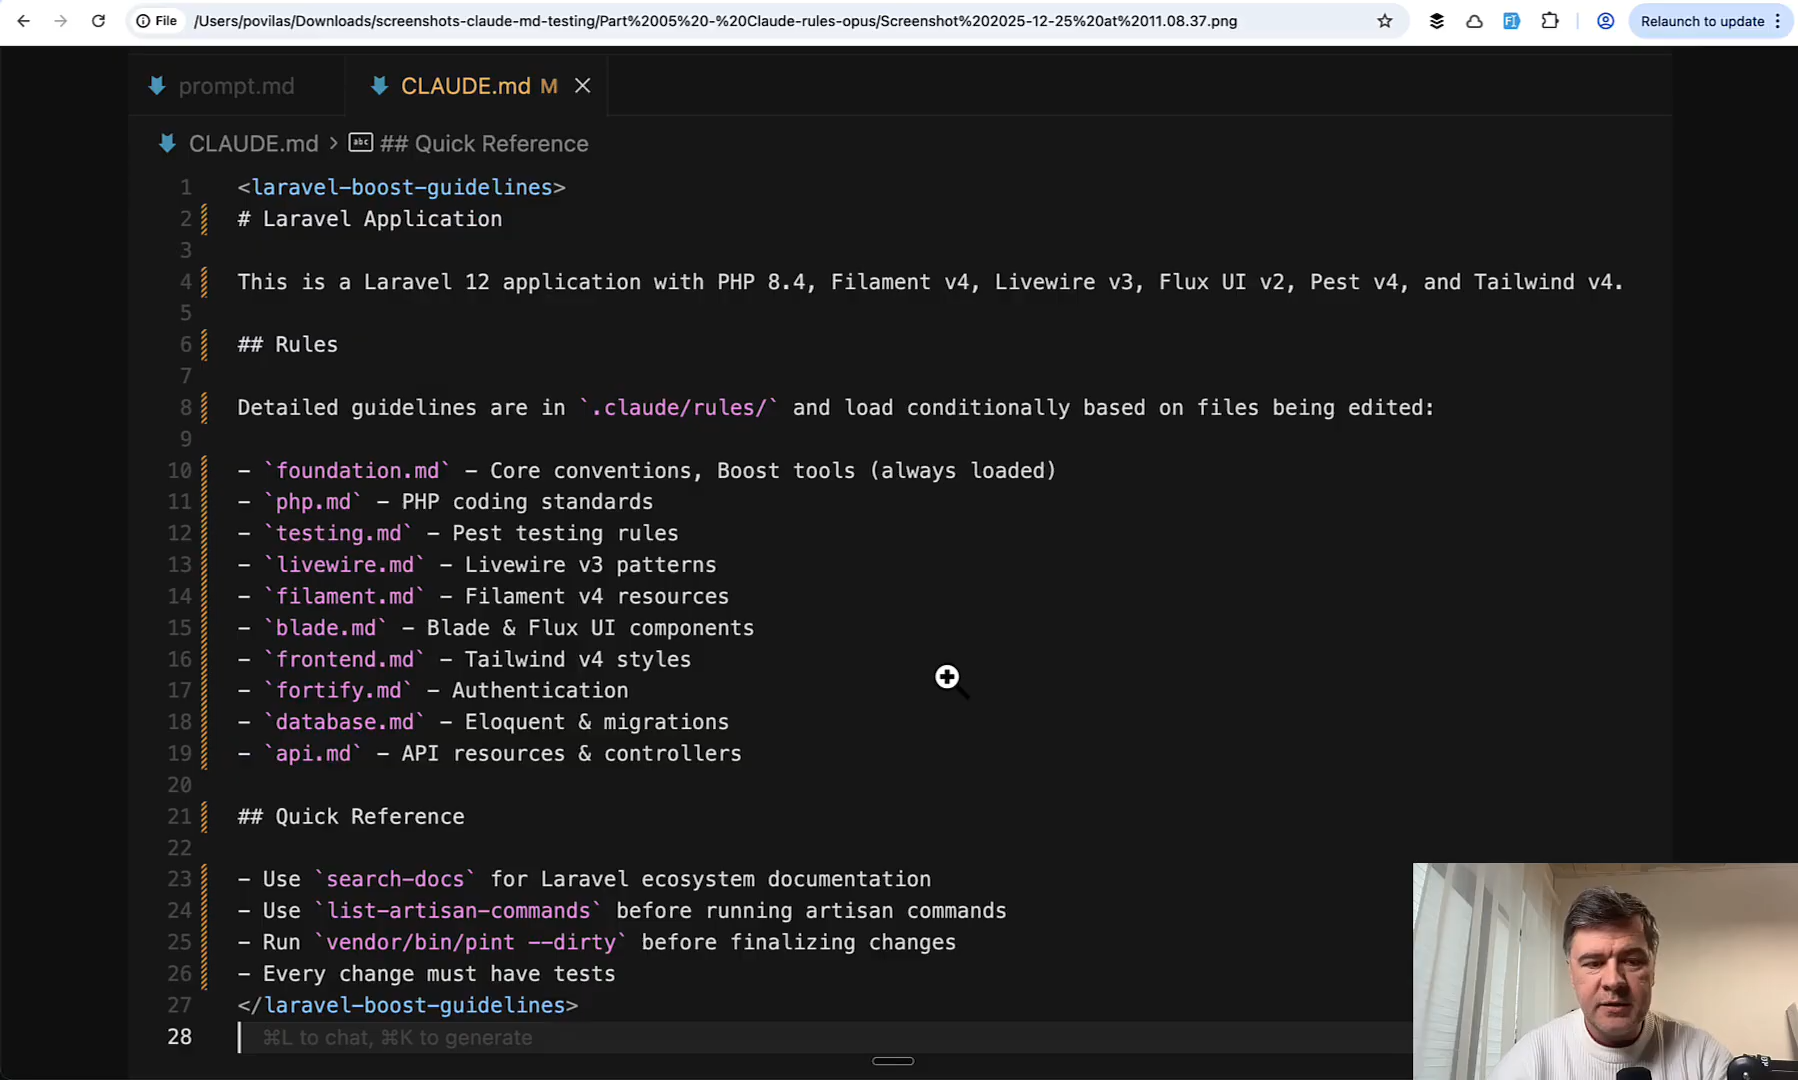 File
/Users/povilas/Downloads/screenshots-claude-md-testing/Part%2005%20-%20Claude-rules-opus/Screenshot%202025-12-25%20at%2011.08.37.png
Relaunch to update
prompt.md
CLAUDE.md M
CLAUDE.md > abc ## Quick Reference
1 <laravel-boost-guidelines>
2 # Laravel Application
3
4 This is a Laravel 12 application with PHP 8.4, Filament v4, Livewire v3, Flux UI v2, Pest v4, and Tailwind v4.
5
6 ## Rules
7
8 Detailed guidelines are in `.claude/rules/` and load conditionally based on files being edited:
9
10 - `foundation.md` - Core conventions, Boost tools (always loaded)
11 - `php.md` - PHP coding standards
12 - `testing.md` - Pest testing rules
13 - `livewire.md` - Livewire v3 patterns
14 - `filament.md` - Filament v4 resources
15 - `blade.md` - Blade & Flux UI components
16 - `frontend.md` - Tailwind v4 styles
17 - `fortify.md` - Authentication
18 - `database.md` - Eloquent & migrations
19 - `api.md` - API resources & controllers
20
21 ## Quick Reference
22
23 - Use `search-docs` for Laravel ecosystem documentation
24 - Use `list-artisan-commands` before running artisan commands
25 - Run `vendor/bin/pint --dirty` before finalizing changes
26 - Every change must have tests
27 </laravel-boost-guidelines>
28 ⌘L to chat, ⌘K to generate